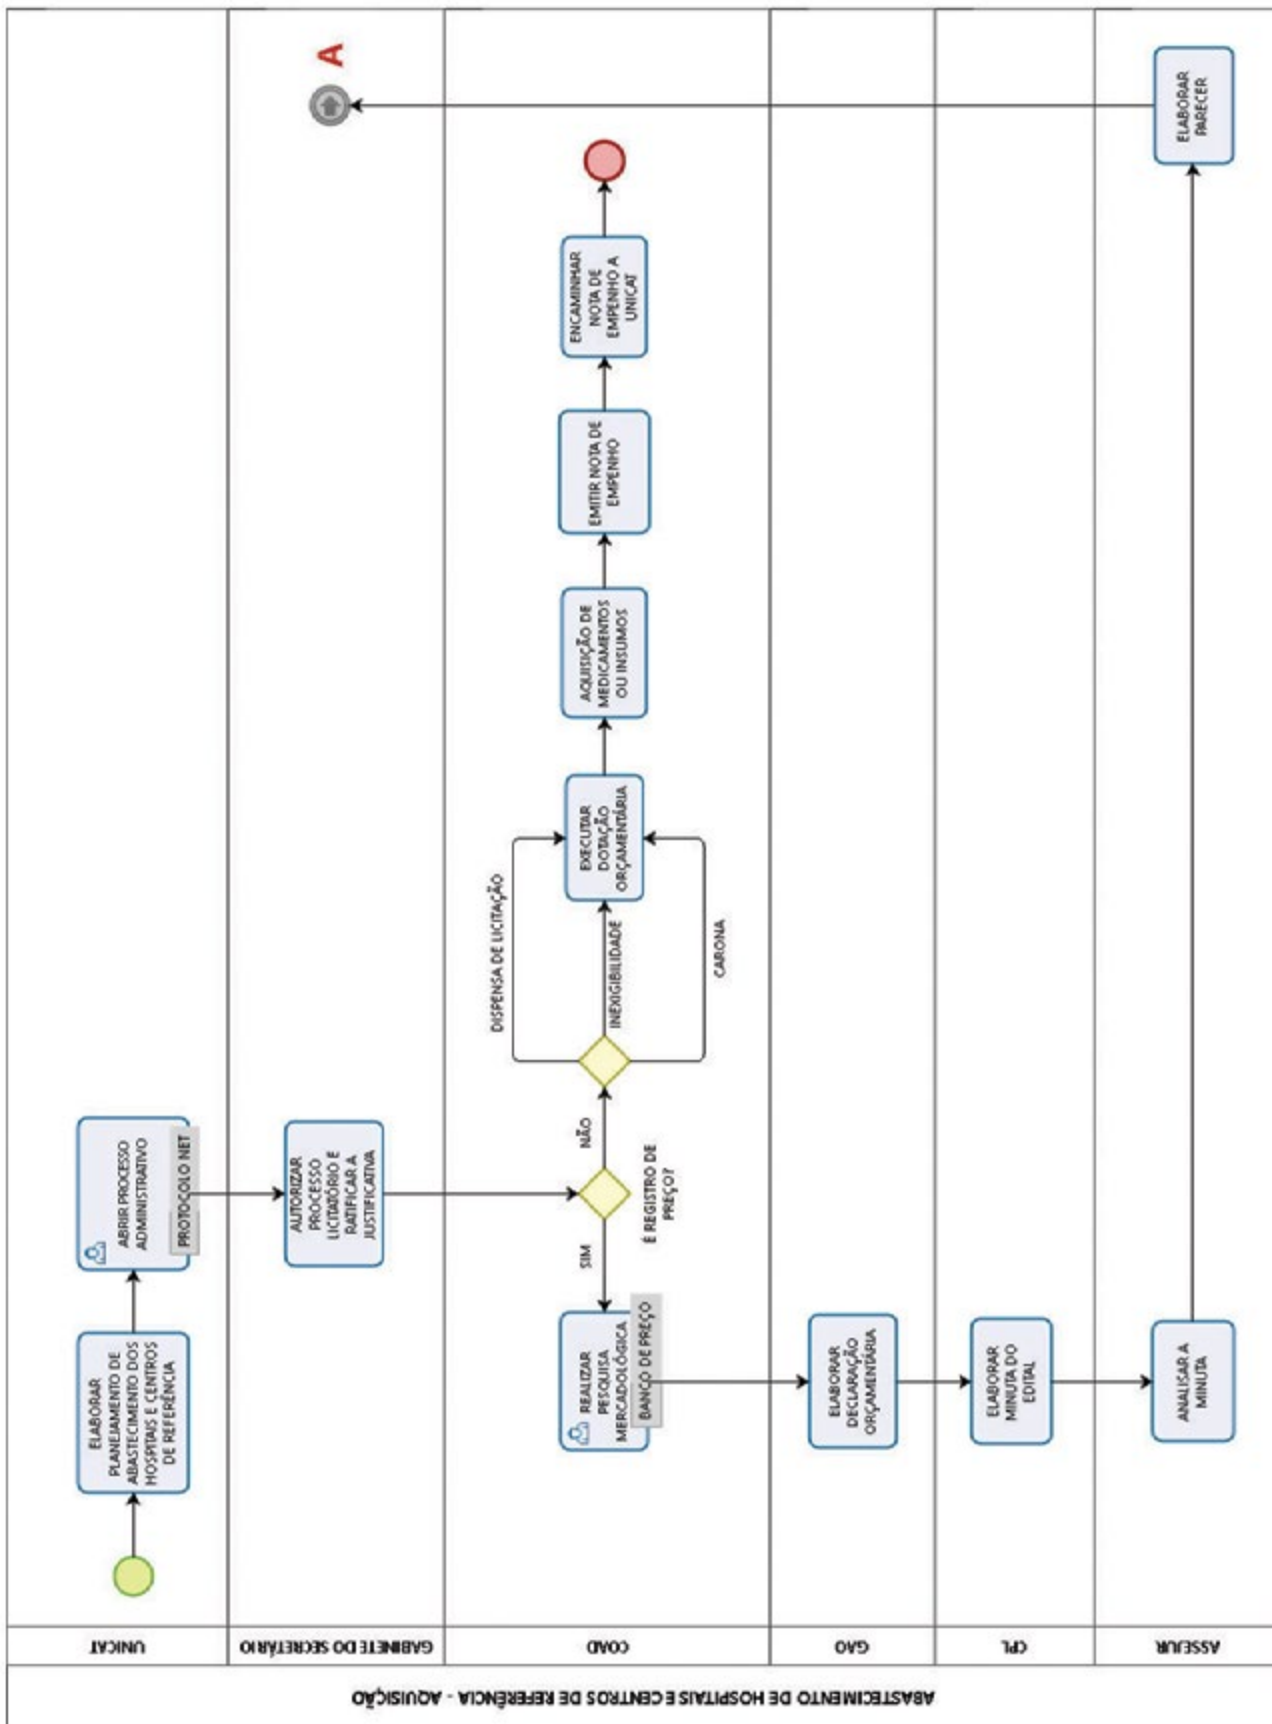 ABASTECIMENTO DE HOSPITAIS E CENTROS DE REFERÊNCIA - AQUISIÇÃO
UNICAT
ELABORAR
PLANEJAMENTO DE
ABASTECIMENTO DOS
HOSPITAIS E CENTROS
DE REFERÊNCIA
ABRIR PROCESSO
ADMINISTRATIVO
PROTOCOLO NET
GABINETE DO SECRETÁRIO
AUTORIZAR
PROCESSO
LICITATÓRIO E
RATIFICAR A
JUSTIFICATIVA
A
COAD
REALIZAR
PESQUISA
MERCADOLÓGICA
BANCO DE PREÇO
SIM
É REGISTRO DE
PREÇO?
NÃO
DISPENSA DE LICITAÇÃO
INEXIGIBILIDADE
CARONA
EXECUTAR
DOTAÇÃO
ORÇAMENTÁRIA
AQUISIÇÃO DE
MEDICAMENTOS
OU INSUMOS
EMITIR NOTA DE
EMPENHO
ENCAMINHAR
NOTA DE
EMPENHO A
UNICAT
GAO
ELABORAR
DECLARAÇÃO
ORÇAMENTÁRIA
CPL
ELABORAR
MINUTA DO
EDITAL
ASSEJUR
ANALISAR A
MINUTA
ELABORAR
PARECER